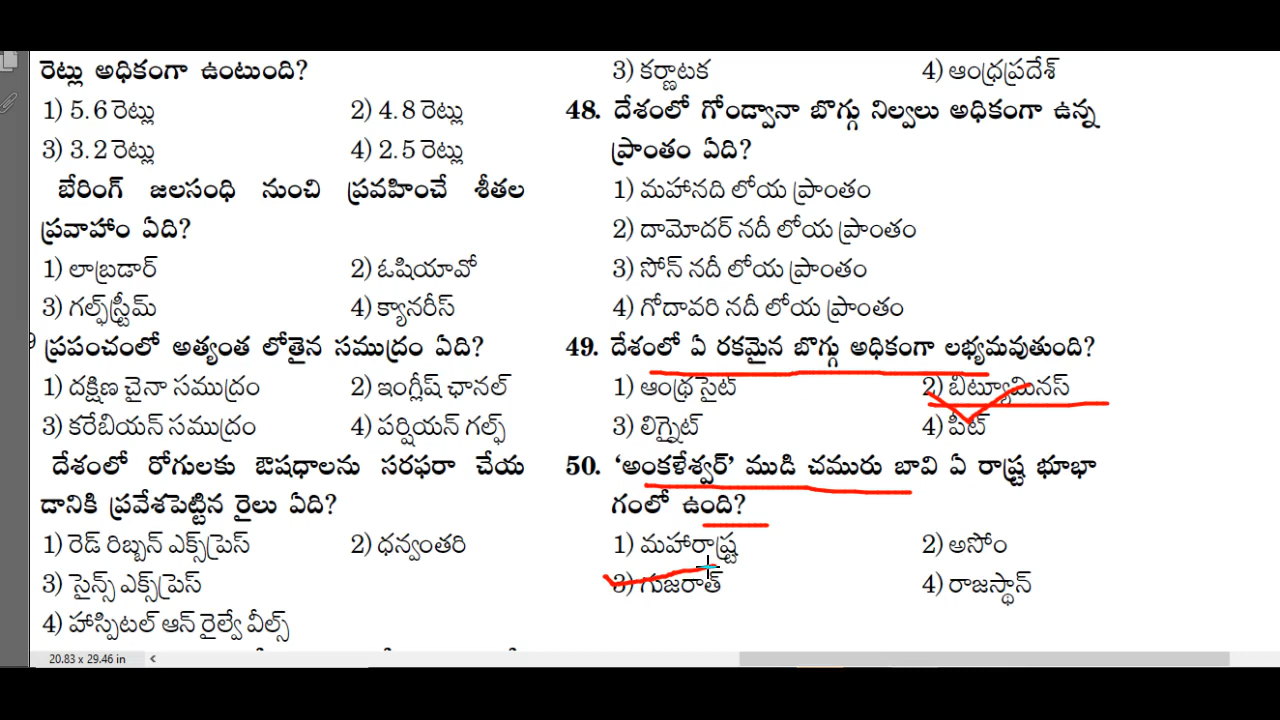 రెట్లు అధికంగా ఉంటుంది?
1) 5.6 రెట్లు 2) 4.8 రెట్లు
3) 3.2 రెట్లు 4) 2.5 రెట్లు
బేరింగ్ జలసంధి నుంచి ప్రవహించే శీతల
ప్రవాహం ఏది?
1) లాబ్రడార్ 2) ఓషియావో
3) గల్ఫ్‌స్ట్రీమ్ 4) క్యానరీస్
9 ప్రపంచంలో అత్యంత లోతైన సముద్రం ఏది?
1) దక్షిణ చైనా సముద్రం 2) ఇంగ్లీష్ ఛానల్
3) కరేబియన్ సముద్రం 4) పర్షియన్ గల్ఫ్
దేశంలో రోగులకు ఔషధాలను సరఫరా చేయ
డానికి ప్రవేశపెట్టిన రైలు ఏది?
1) రెడ్ రిబ్బన్ ఎక్స్‌ప్రెస్ 2) ధన్వంతరి
3) సైన్స్ ఎక్స్‌ప్రెస్
4) హాస్పిటల్ ఆన్ రైల్వే వీల్స్
3) కర్ణాటక 4) ఆంధ్రప్రదేశ్
48. దేశంలో గోండ్వానా బొగ్గు నిల్వలు అధికంగా ఉన్న
ప్రాంతం ఏది?
1) మహానది లోయ ప్రాంతం
2) దామోదర్ నదీ లోయ ప్రాంతం
3) సోన్ నదీ లోయ ప్రాంతం
4) గోదావరి నదీ లోయ ప్రాంతం
49. దేశంలో ఏ రకమైన బొగ్గు అధికంగా లభ్యమవుతుంది?
1) ఆంథ్రసైట్ 2) బిట్యూమినస్
3) లిగ్నైట్ 4) పీట్
50. ‘అంకళేశ్వర్’ ముడి చమురు బావి ఏ రాష్ట్ర భూభా
గంలో ఉంది?
1) మహారాష్ట్ర 2) అసోం
3) గుజరాత్ 4) రాజస్థాన్
20.83 x 29.46 in